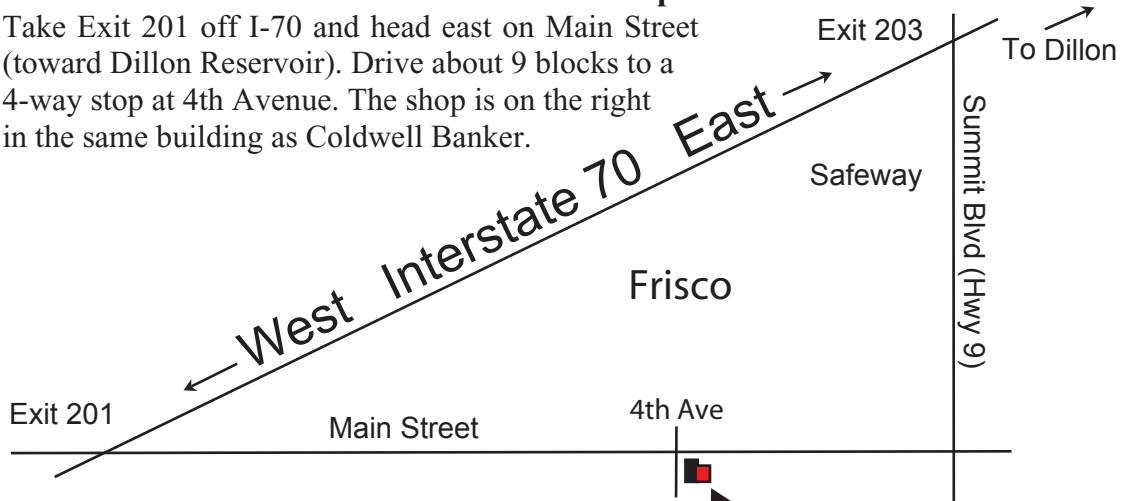 Take Exit 201 off I-70 and head east on Main Street
(toward Dillon Reservoir). Drive about 9 blocks to a
4-way stop at 4th Avenue. The shop is on the right
in the same building as Coldwell Banker.
Exit 203
To Dillon
West Interstate 70 East
Summit Blvd (Hwy 9)
Safeway
Frisco
Exit 201
Main Street
4th Ave